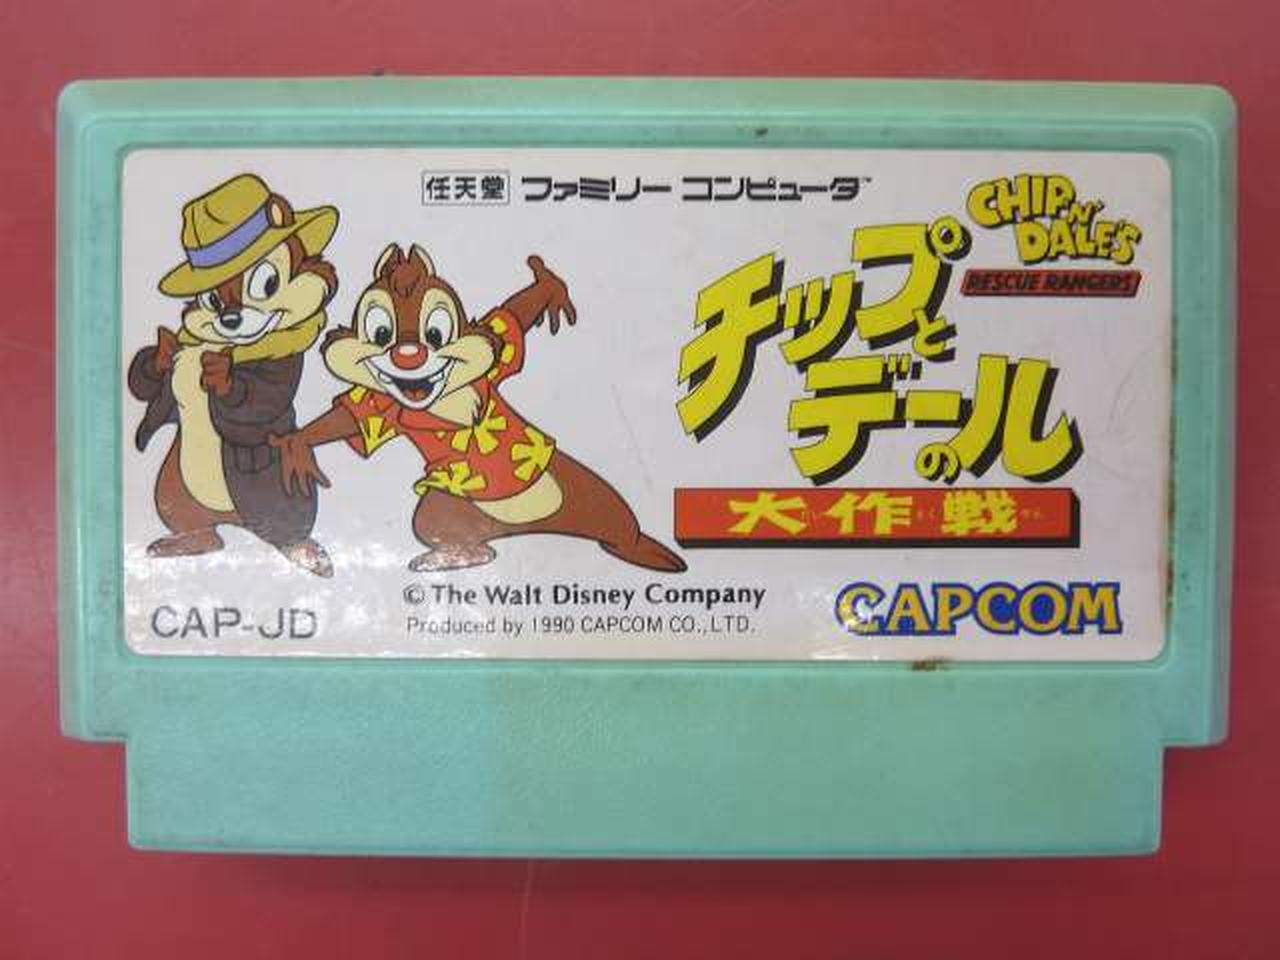 任天堂 ファミリー コンピュータ™
CHIP N' DALE'S
RESCUE RANGERS
チップと
デールの
大作戦
CAP-JD
© The Walt Disney Company
Produced by 1990 CAPCOM CO.,LTD.
CAPCOM